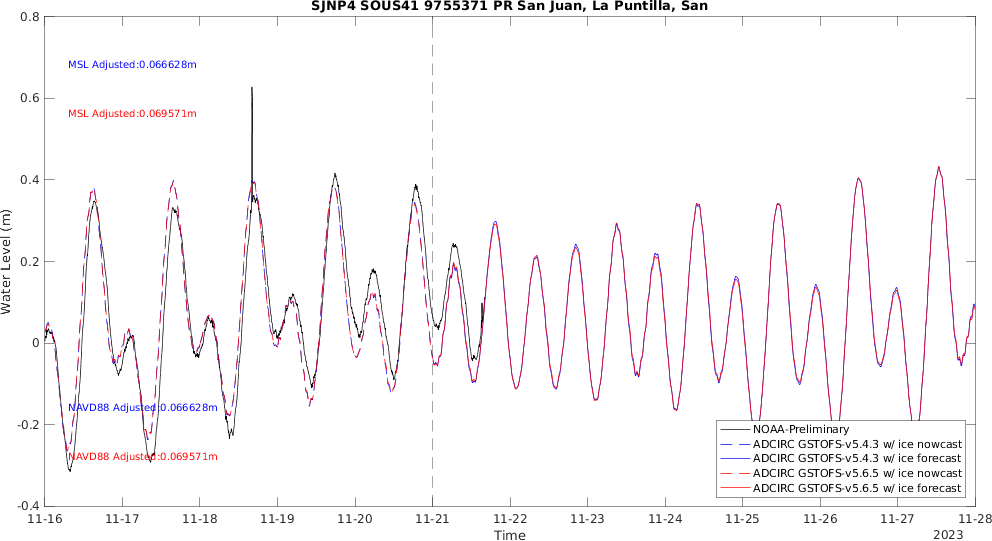 SJNP4 SOUS41 9755371 PR San Juan, La Puntilla, San
0.8
MSL Adjusted:0.066628m
0.6
MSL Adjusted:0.069571m
0.4
Water Level (m)
0.2
0
-0.2
NAVD88 Adjusted:0.066628m
NAVD88 Adjusted:0.069571m
-0.4
NOAA-Preliminary
ADCIRC GSTOFS-v5.4.3 w/ ice nowcast
ADCIRC GSTOFS-v5.4.3 w/ ice forecast
ADCIRC GSTOFS-v5.6.5 w/ ice nowcast
ADCIRC GSTOFS-v5.6.5 w/ ice forecast
11-16 11-17 11-18 11-19 11-20 11-21 11-22 11-23 11-24 11-25 11-26 11-27 11-28
Time
2023